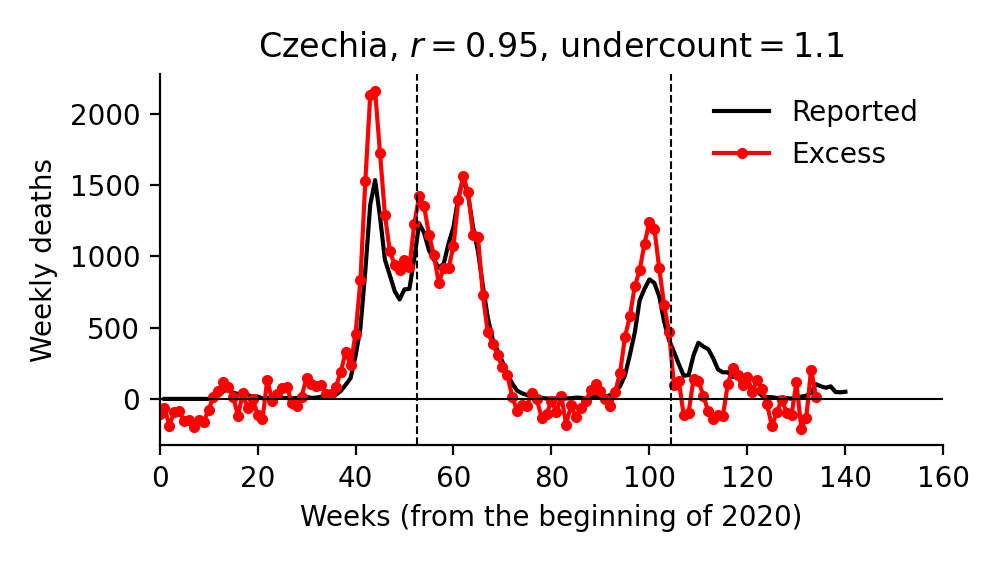 Czechia, r = 0.95, undercount = 1.1
Weekly deaths
2000
1500
1000
500
0
Reported
Excess
0 20 40 60 80 100 120 140 160
Weeks (from the beginning of 2020)